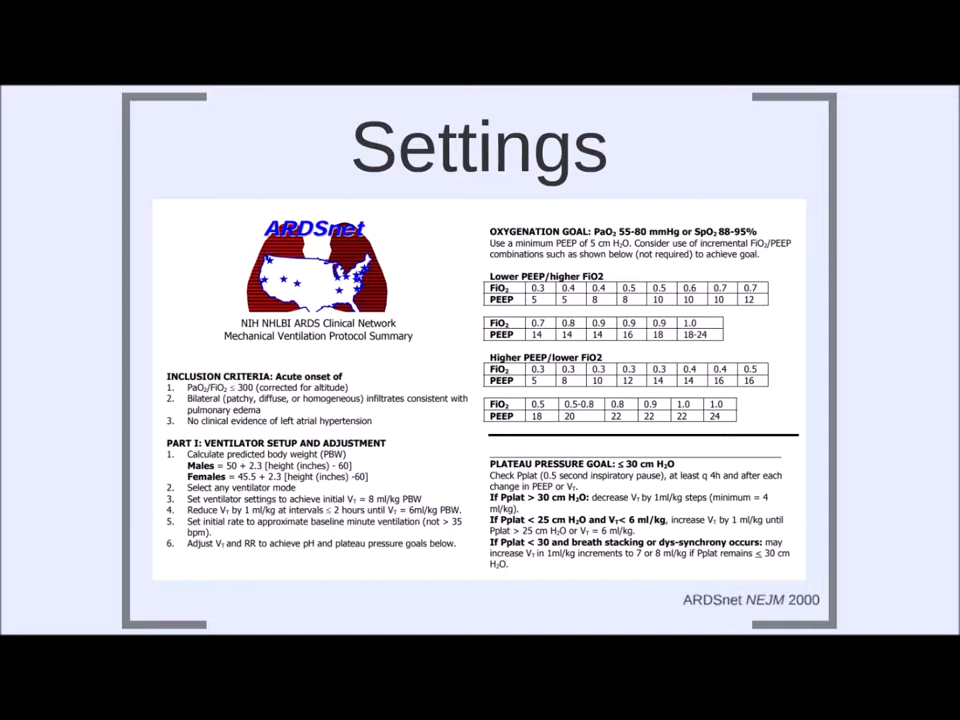 Settings
ARDSnet
NIH NHLBI ARDS Clinical Network
Mechanical Ventilation Protocol Summary
INCLUSION CRITERIA: Acute onset of
1. PaO₂/FiO₂ ≤ 300 (corrected for altitude)
2. Bilateral (patchy, diffuse, or homogeneous) infiltrates consistent with
pulmonary edema
3. No clinical evidence of left atrial hypertension
PART I: VENTILATOR SETUP AND ADJUSTMENT
1. Calculate predicted body weight (PBW)
Males = 50 + 2.3 [height (inches) - 60]
Females = 45.5 + 2.3 [height (inches) -60]
2. Select any ventilator mode
3. Set ventilator settings to achieve initial V_T = 8 ml/kg PBW
4. Reduce V_T by 1 ml/kg at intervals ≤ 2 hours until V_T = 6ml/kg PBW.
5. Set initial rate to approximate baseline minute ventilation (not > 35
bpm).
6. Adjust V_T and RR to achieve pH and plateau pressure goals below.
OXYGENATION GOAL: PaO₂ 55-80 mmHg or SpO₂ 88-95%
Use a minimum PEEP of 5 cm H₂O. Consider use of incremental FiO₂/PEEP
combinations such as shown below (not required) to achieve goal.
Lower PEEP/higher FiO2
FiO₂ 0.3 0.4 0.4 0.5 0.5 0.6 0.7 0.7
PEEP 5 5 8 8 10 10 10 12
FiO₂ 0.7 0.8 0.9 0.9 0.9 1.0
PEEP 14 14 14 16 18 18-24
Higher PEEP/lower FiO2
FiO₂ 0.3 0.3 0.3 0.3 0.3 0.4 0.4 0.5
PEEP 5 8 10 12 14 14 16 16
FiO₂ 0.5 0.5-0.8 0.8 0.9 1.0 1.0
PEEP 18 20 22 22 22 24
PLATEAU PRESSURE GOAL: ≤ 30 cm H₂O
Check Pplat (0.5 second inspiratory pause), at least q 4h and after each
change in PEEP or V_T.
If Pplat > 30 cm H₂O: decrease V_T by 1ml/kg steps (minimum = 4
ml/kg).
If Pplat < 25 cm H₂O and V_T< 6 ml/kg, increase V_T by 1 ml/kg until
Pplat > 25 cm H₂O or V_T = 6 ml/kg.
If Pplat < 30 and breath stacking or dys-synchrony occurs: may
increase V_T in 1ml/kg increments to 7 or 8 ml/kg if Pplat remains ≤ 30 cm
H₂O.
ARDSnet NEJM 2000